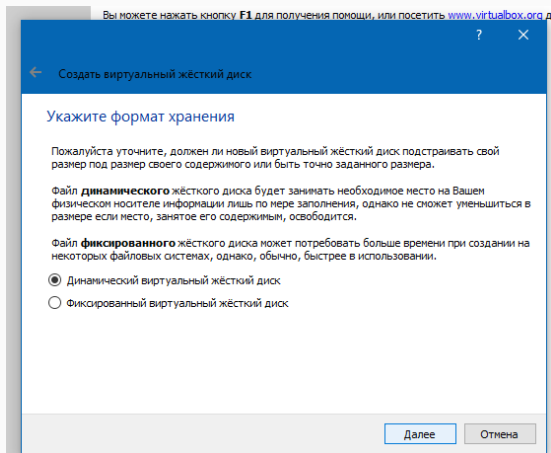 Вы можете нажать кнопку F1 для получения помощи, или посетить www.virtualbox.org д
?
Создать виртуальный жёсткий диск
Укажите формат хранения
Пожалуйста уточните, должен ли новый виртуальный жёсткий диск подстраивать свой
размер под размер своего содержимого или быть точно заданного размера.
Файл динамического жёсткого диска будет занимать необходимое место на Вашем
физическом носителе информации лишь по мере заполнения, однако не сможет уменьшиться в
размере если место, занятое его содержимым, освободится.
Файл фиксированного жёсткого диска может потребовать больше времени при создании на
некоторых файловых системах, однако, обычно, быстрее в использовании.
Динамический виртуальный жёсткий диск
Фиксированный виртуальный жёсткий диск
Далее Отмена